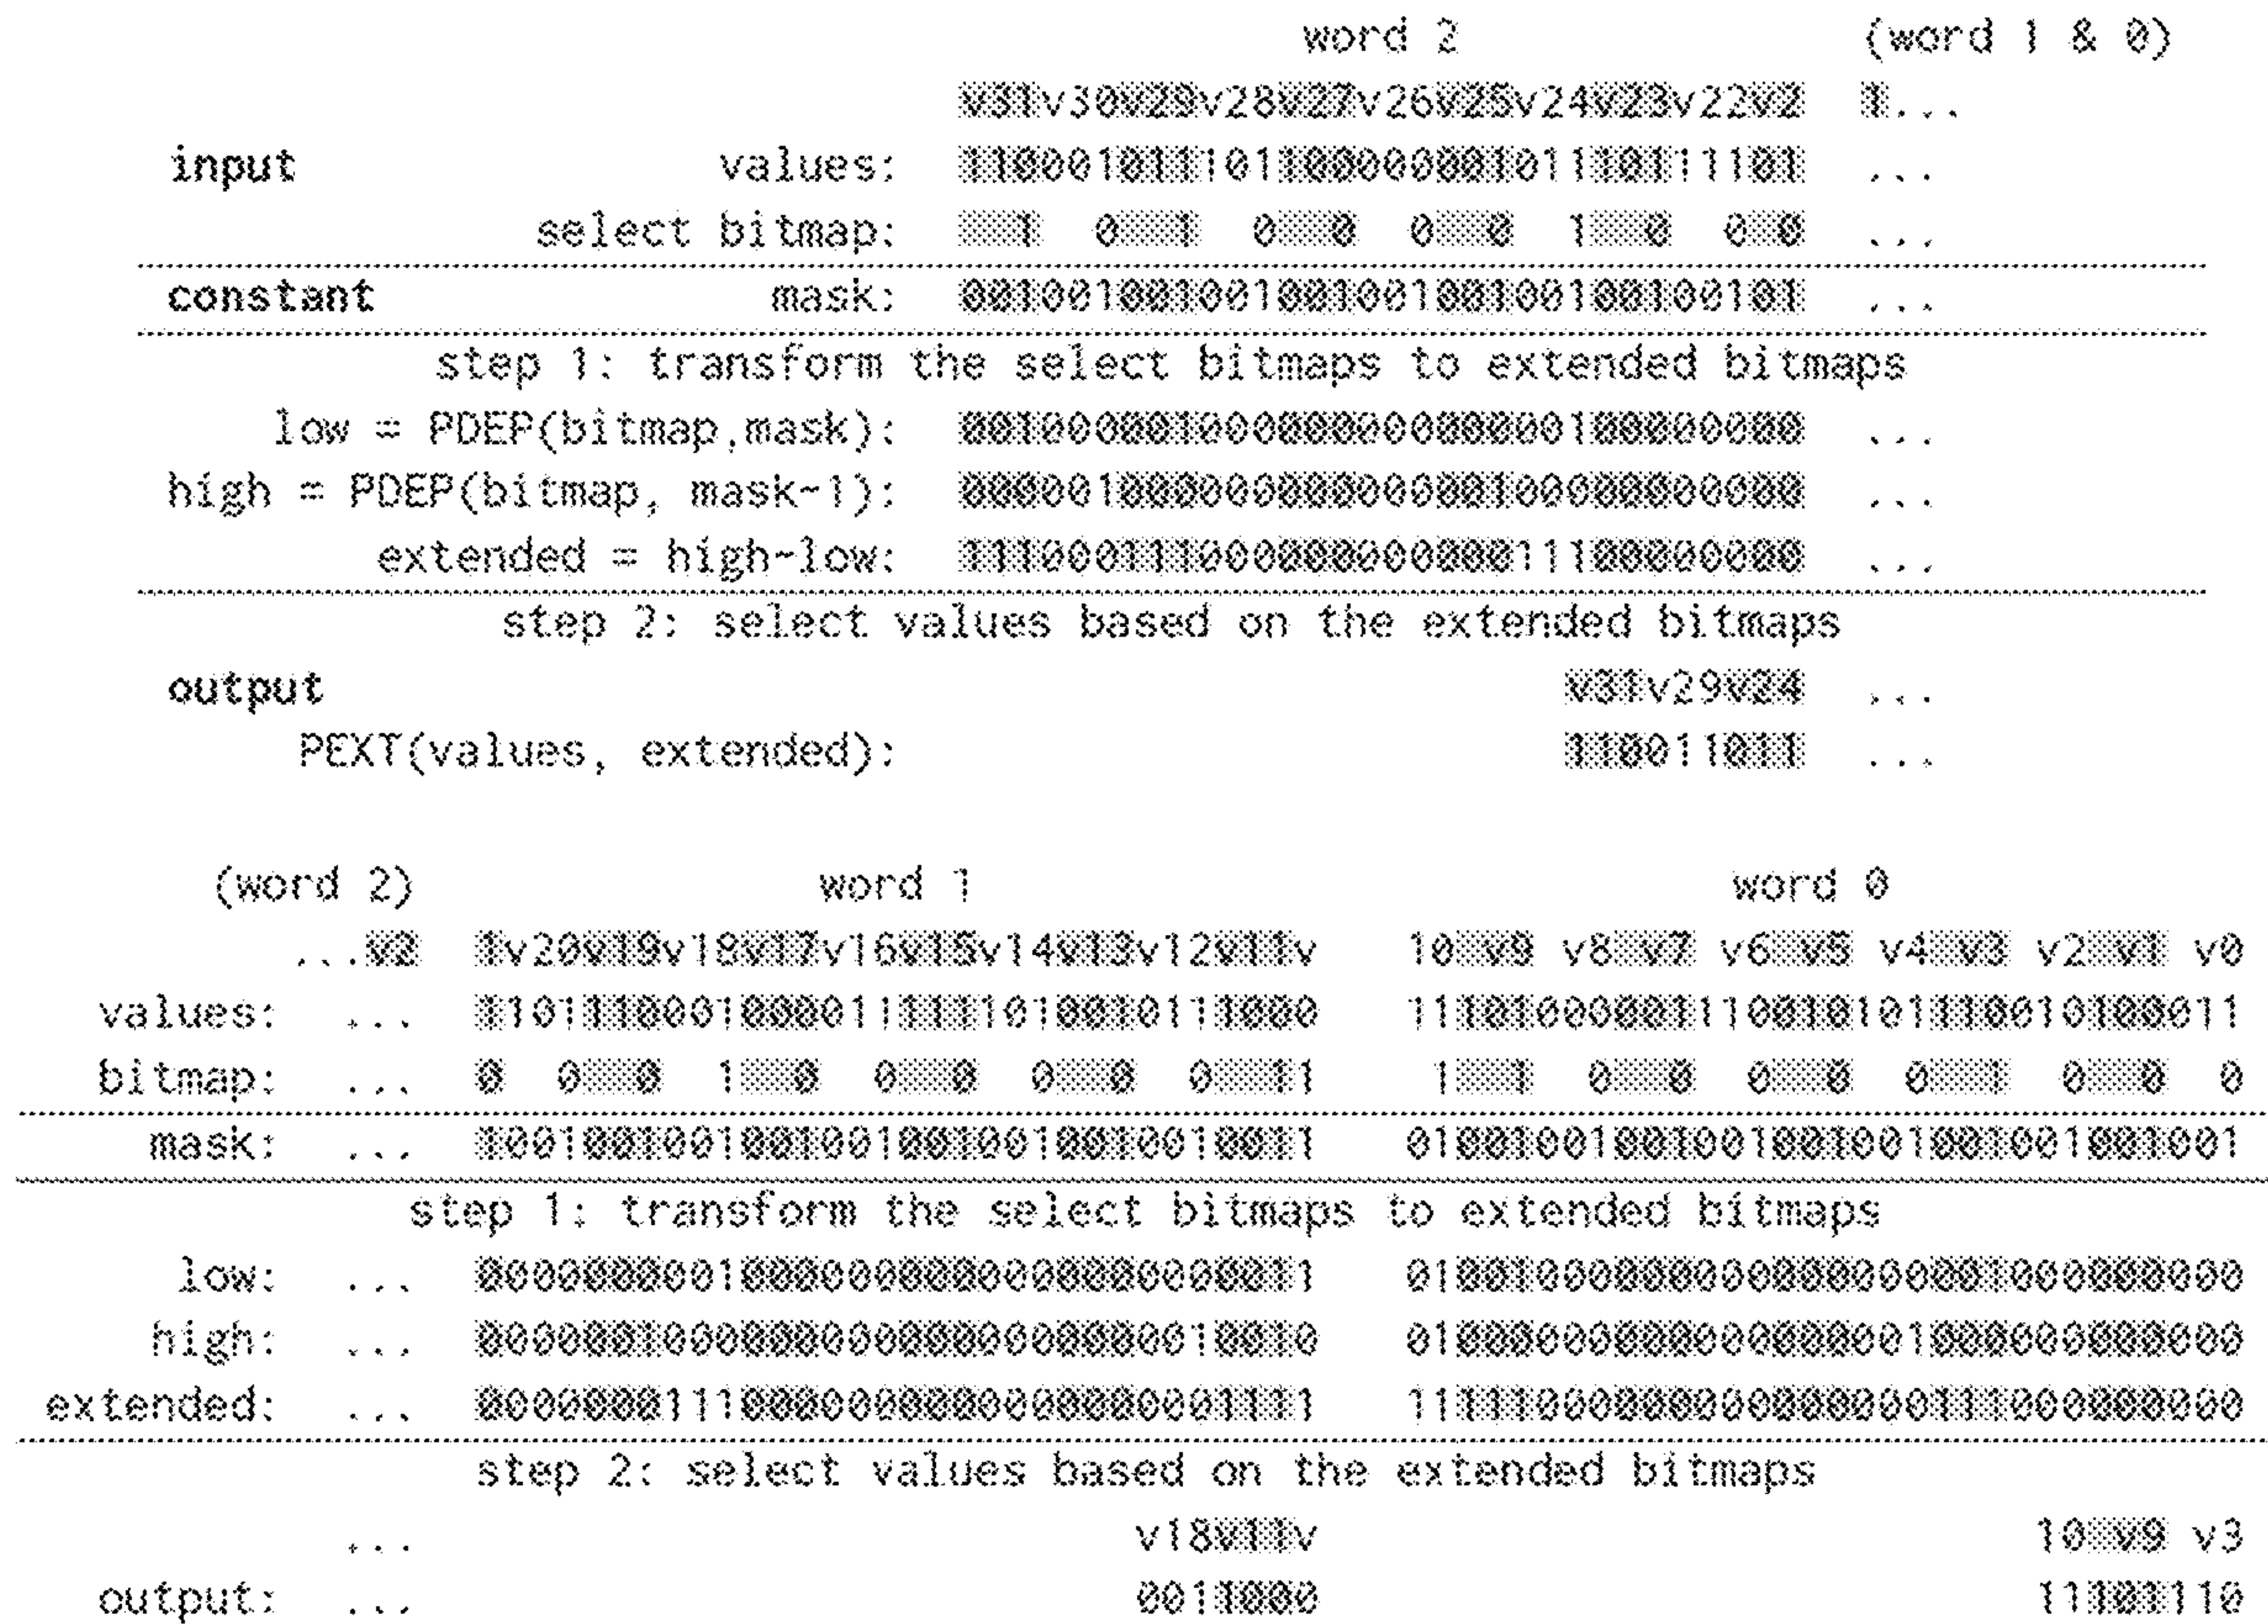 word 2 (word 1 & 0)
v31v30v29v28v27v26v25v24v23v22v2 1...
input values: 11000101110110000000101110111101 ...
select bitmap: 1 0 1 0 0 0 0 1 0 0 0 ...
constant mask: 00100100100100100100100100100101 ...
step 1: transform the select bitmaps to extended bitmaps
low = PDEP(bitmap,mask): 00100000100000000000000100000000 ...
high = PDEP(bitmap, mask-1): 00000100000000000000100000000000 ...
extended = high-low: 11100011100000000000011100000000 ...
step 2: select values based on the extended bitmaps
output v31v29v24 ...
PEXT(values, extended): 110011011 ...
(word 2) word 1 word 0
...v2 1v20v19v18v17v16v15v14v13v12v11v 10 v9 v8 v7 v6 v5 v4 v3 v2 v1 v0
values: ... 11011100010000111111010010111000 11101000001110010101110010100011
bitmap: ... 0 0 0 1 0 0 0 0 0 0 11 1 1 0 0 0 0 0 1 0 0 0
mask: ... 10010010010010010010010010010011 01001001001001001001001001001001
step 1: transform the select bitmaps to extended bitmaps
low: ... 00000000010000000000000000000011 01001000000000000000001000000000
high: ... 00000010000000000000000000010010 01000000000000000001000000000000
extended: ... 00000001110000000000000000001111 11111000000000000000111000000000
step 2: select values based on the extended bitmaps
... v18v11v 10 v9 v3
output: ... 0011000 11101110